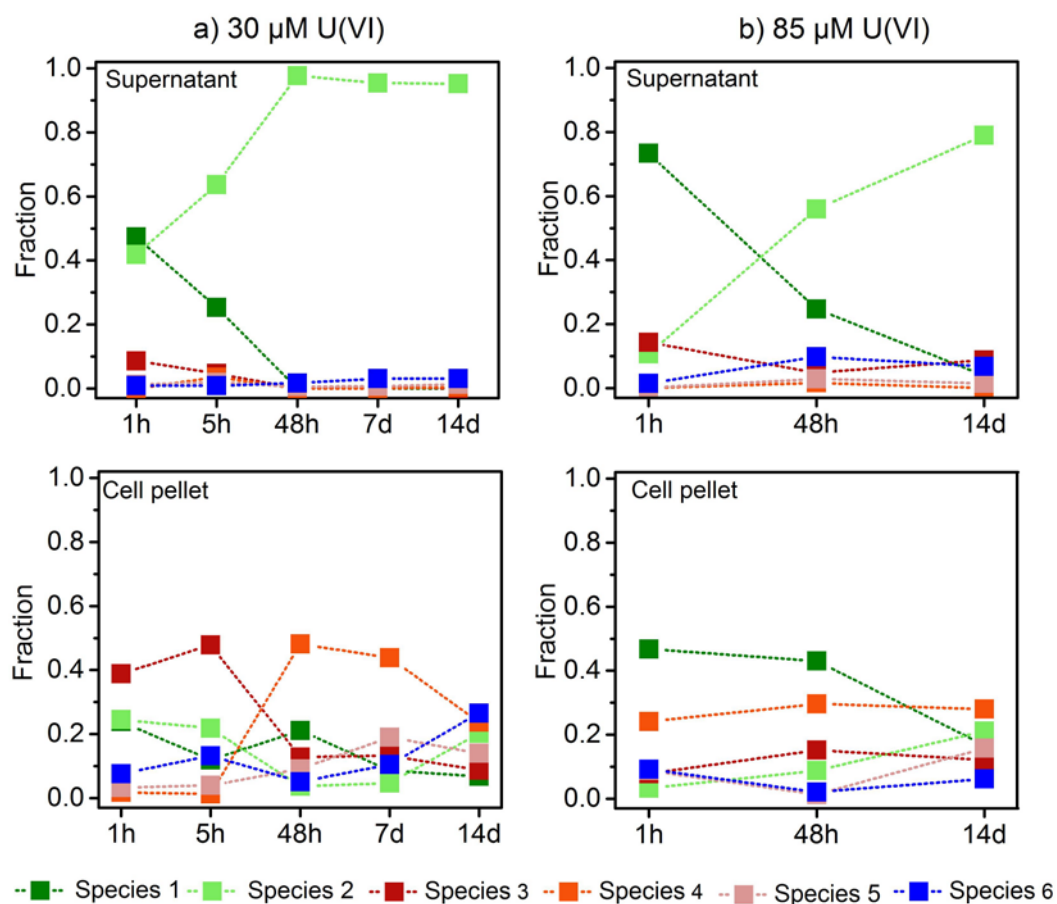 a) 30 µM U(VI)
b) 85 µM U(VI)
Supernatant
Fraction
1.0
0.8
0.6
0.4
0.2
0.0
1h 5h 48h 7d 14d
Supernatant
Fraction
1.0
0.8
0.6
0.4
0.2
0.0
1h 48h 14d
Cell pellet
Fraction
1.0
0.8
0.6
0.4
0.2
0.0
1h 5h 48h 7d 14d
Cell pellet
Fraction
1.0
0.8
0.6
0.4
0.2
0.0
1h 48h 14d
Species 1 Species 2 Species 3 Species 4 Species 5 Species 6